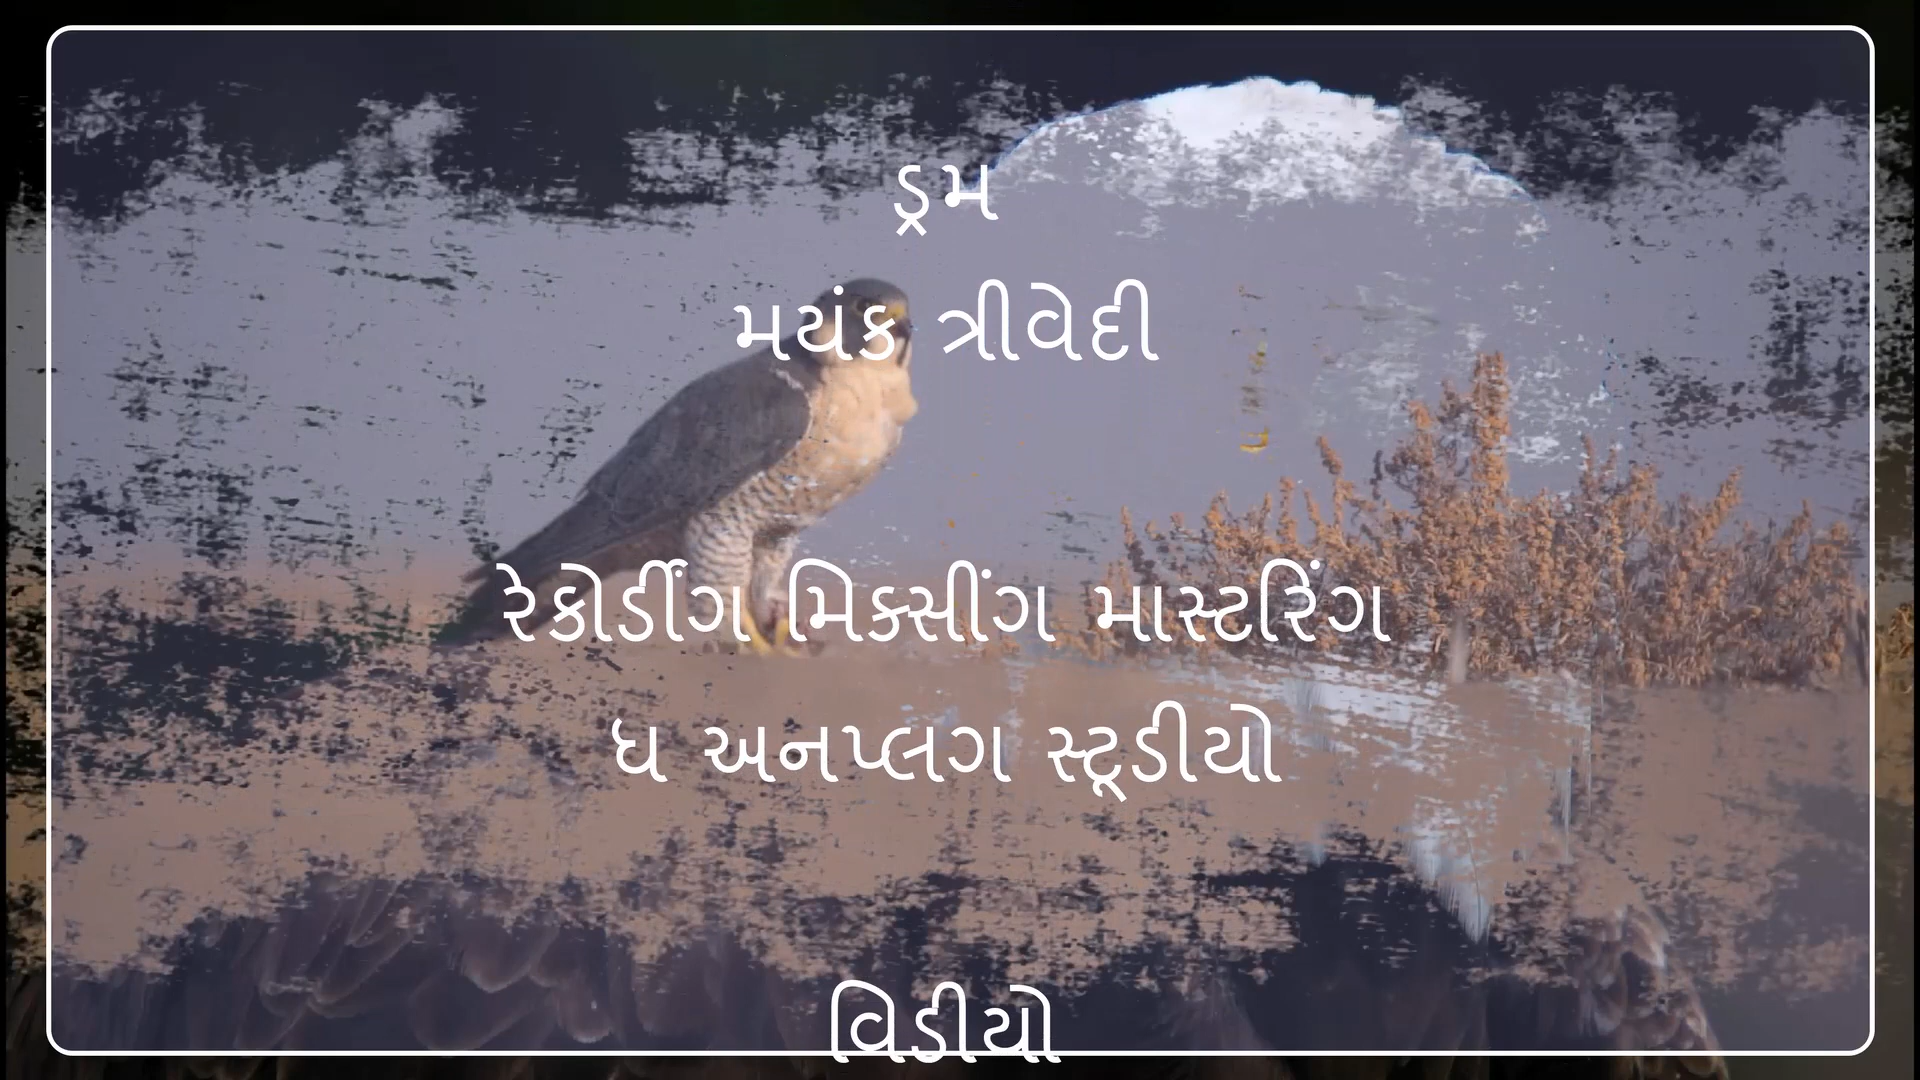 ડ્રમ
મયંક ત્રીવેદી
રેકોર્ડીંગ મિક્સીંગ માસ્ટરિંગ
ધ અનપ્લગ સ્ટૂડીયો
વિડીયો